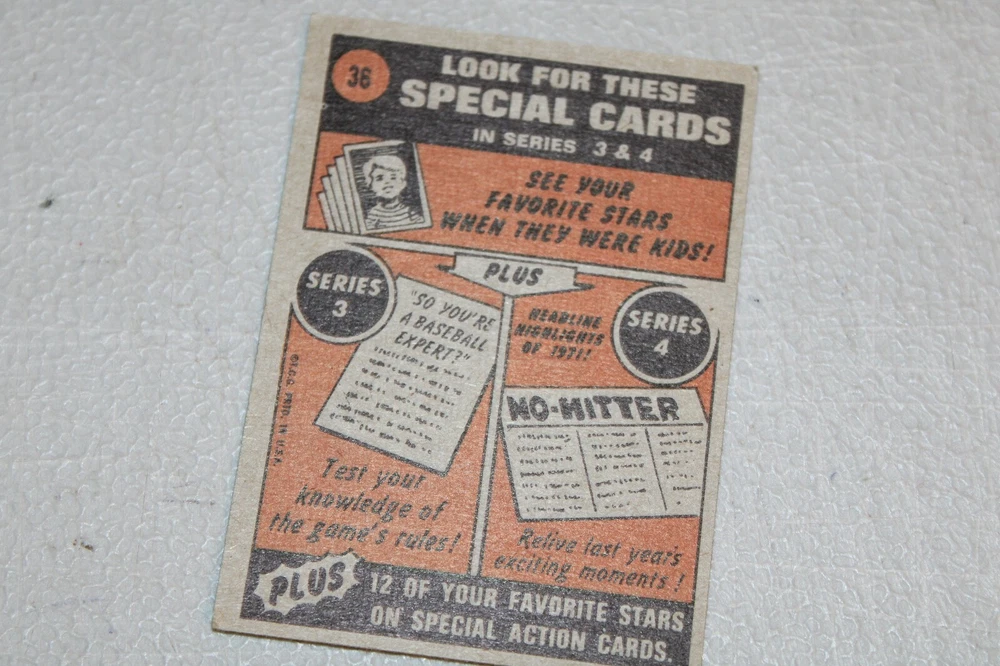 36
LOOK FOR THESE
SPECIAL CARDS
IN SERIES 3 & 4
SEE YOUR
FAVORITE STARS
WHEN THEY WERE KIDS!
PLUS
SERIES
3
"SO YOU'RE
A BASEBALL
EXPERT?"
Test your
knowledge of
the game's rules!
HEADLINE
HIGHLIGHTS
OF 1971!
SERIES
4
NO-HITTER
Relive last year's
exciting moments!
©T.C.G. PRTD. IN U.S.A.
PLUS
12 OF YOUR FAVORITE STARS
ON SPECIAL ACTION CARDS.